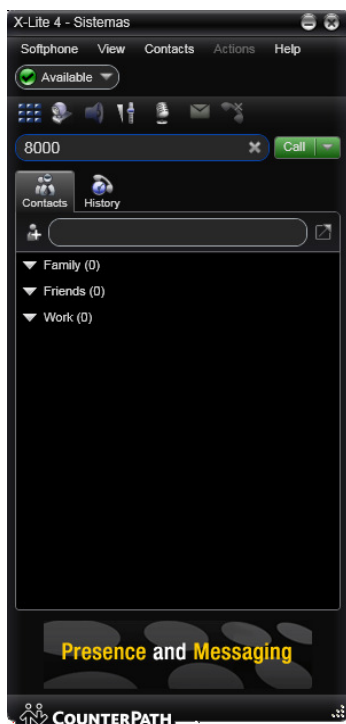 X-Lite 4 - Sistemas
Softphone View Contacts Actions Help
Available
8000 Call
Contacts History
Family (0)
Friends (0)
Work (0)
Presence and Messaging
COUNTERPATH